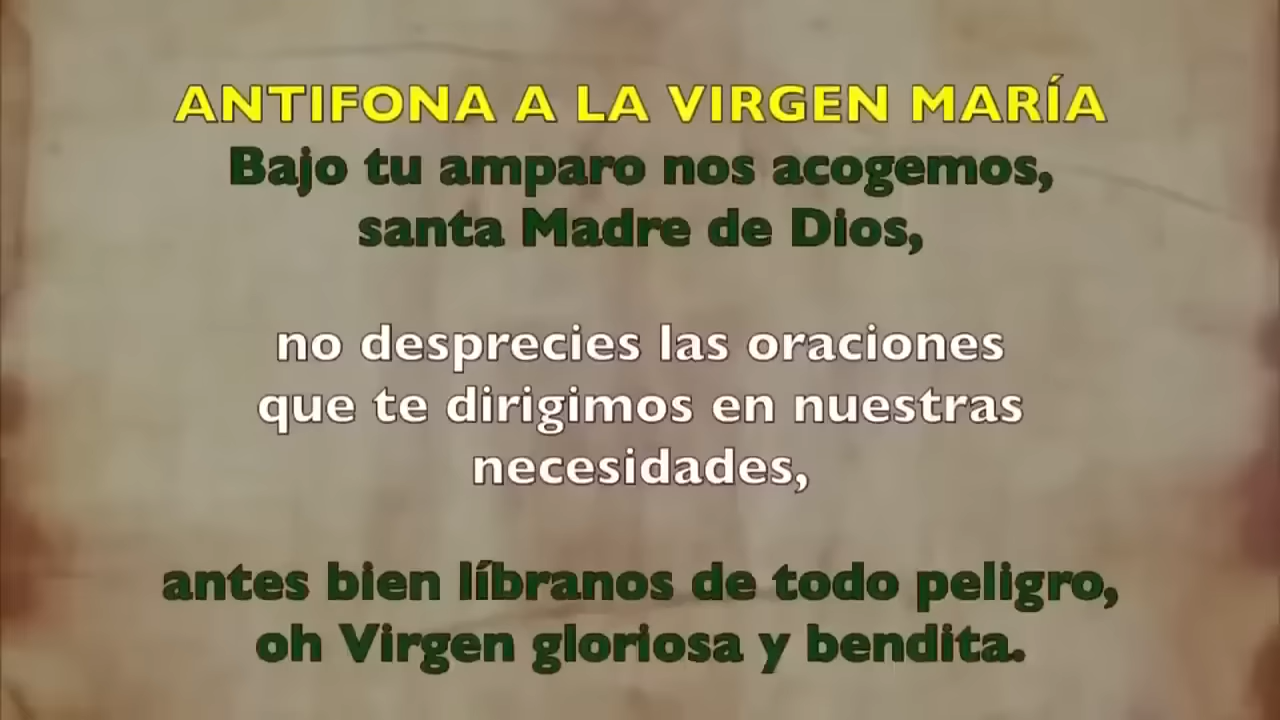 ANTIFONA A LA VIRGEN MARÍA
Bajo tu amparo nos acogemos,
santa Madre de Dios,
no desprecies las oraciones
que te dirigimos en nuestras
necesidades,
antes bien líbranos de todo peligro,
oh Virgen gloriosa y bendita.